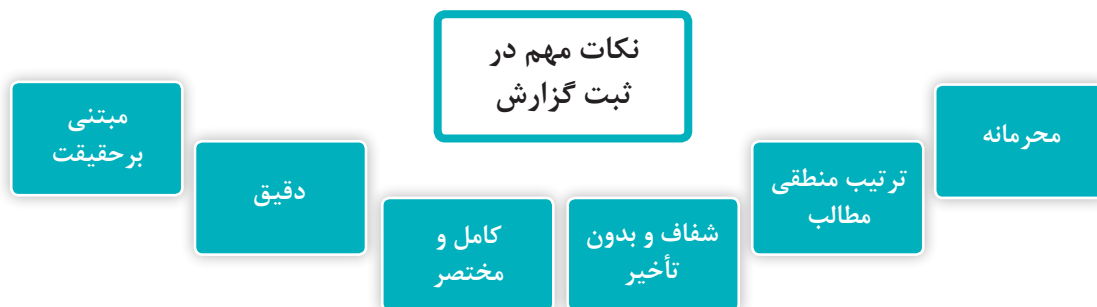 نکات مهم در
ثبت گزارش
محرمانه
ترتیب منطقی
مطالب
شفاف و بدون
تأخیر
کامل و
مختصر
دقیق
مبتنی
برحقیقت